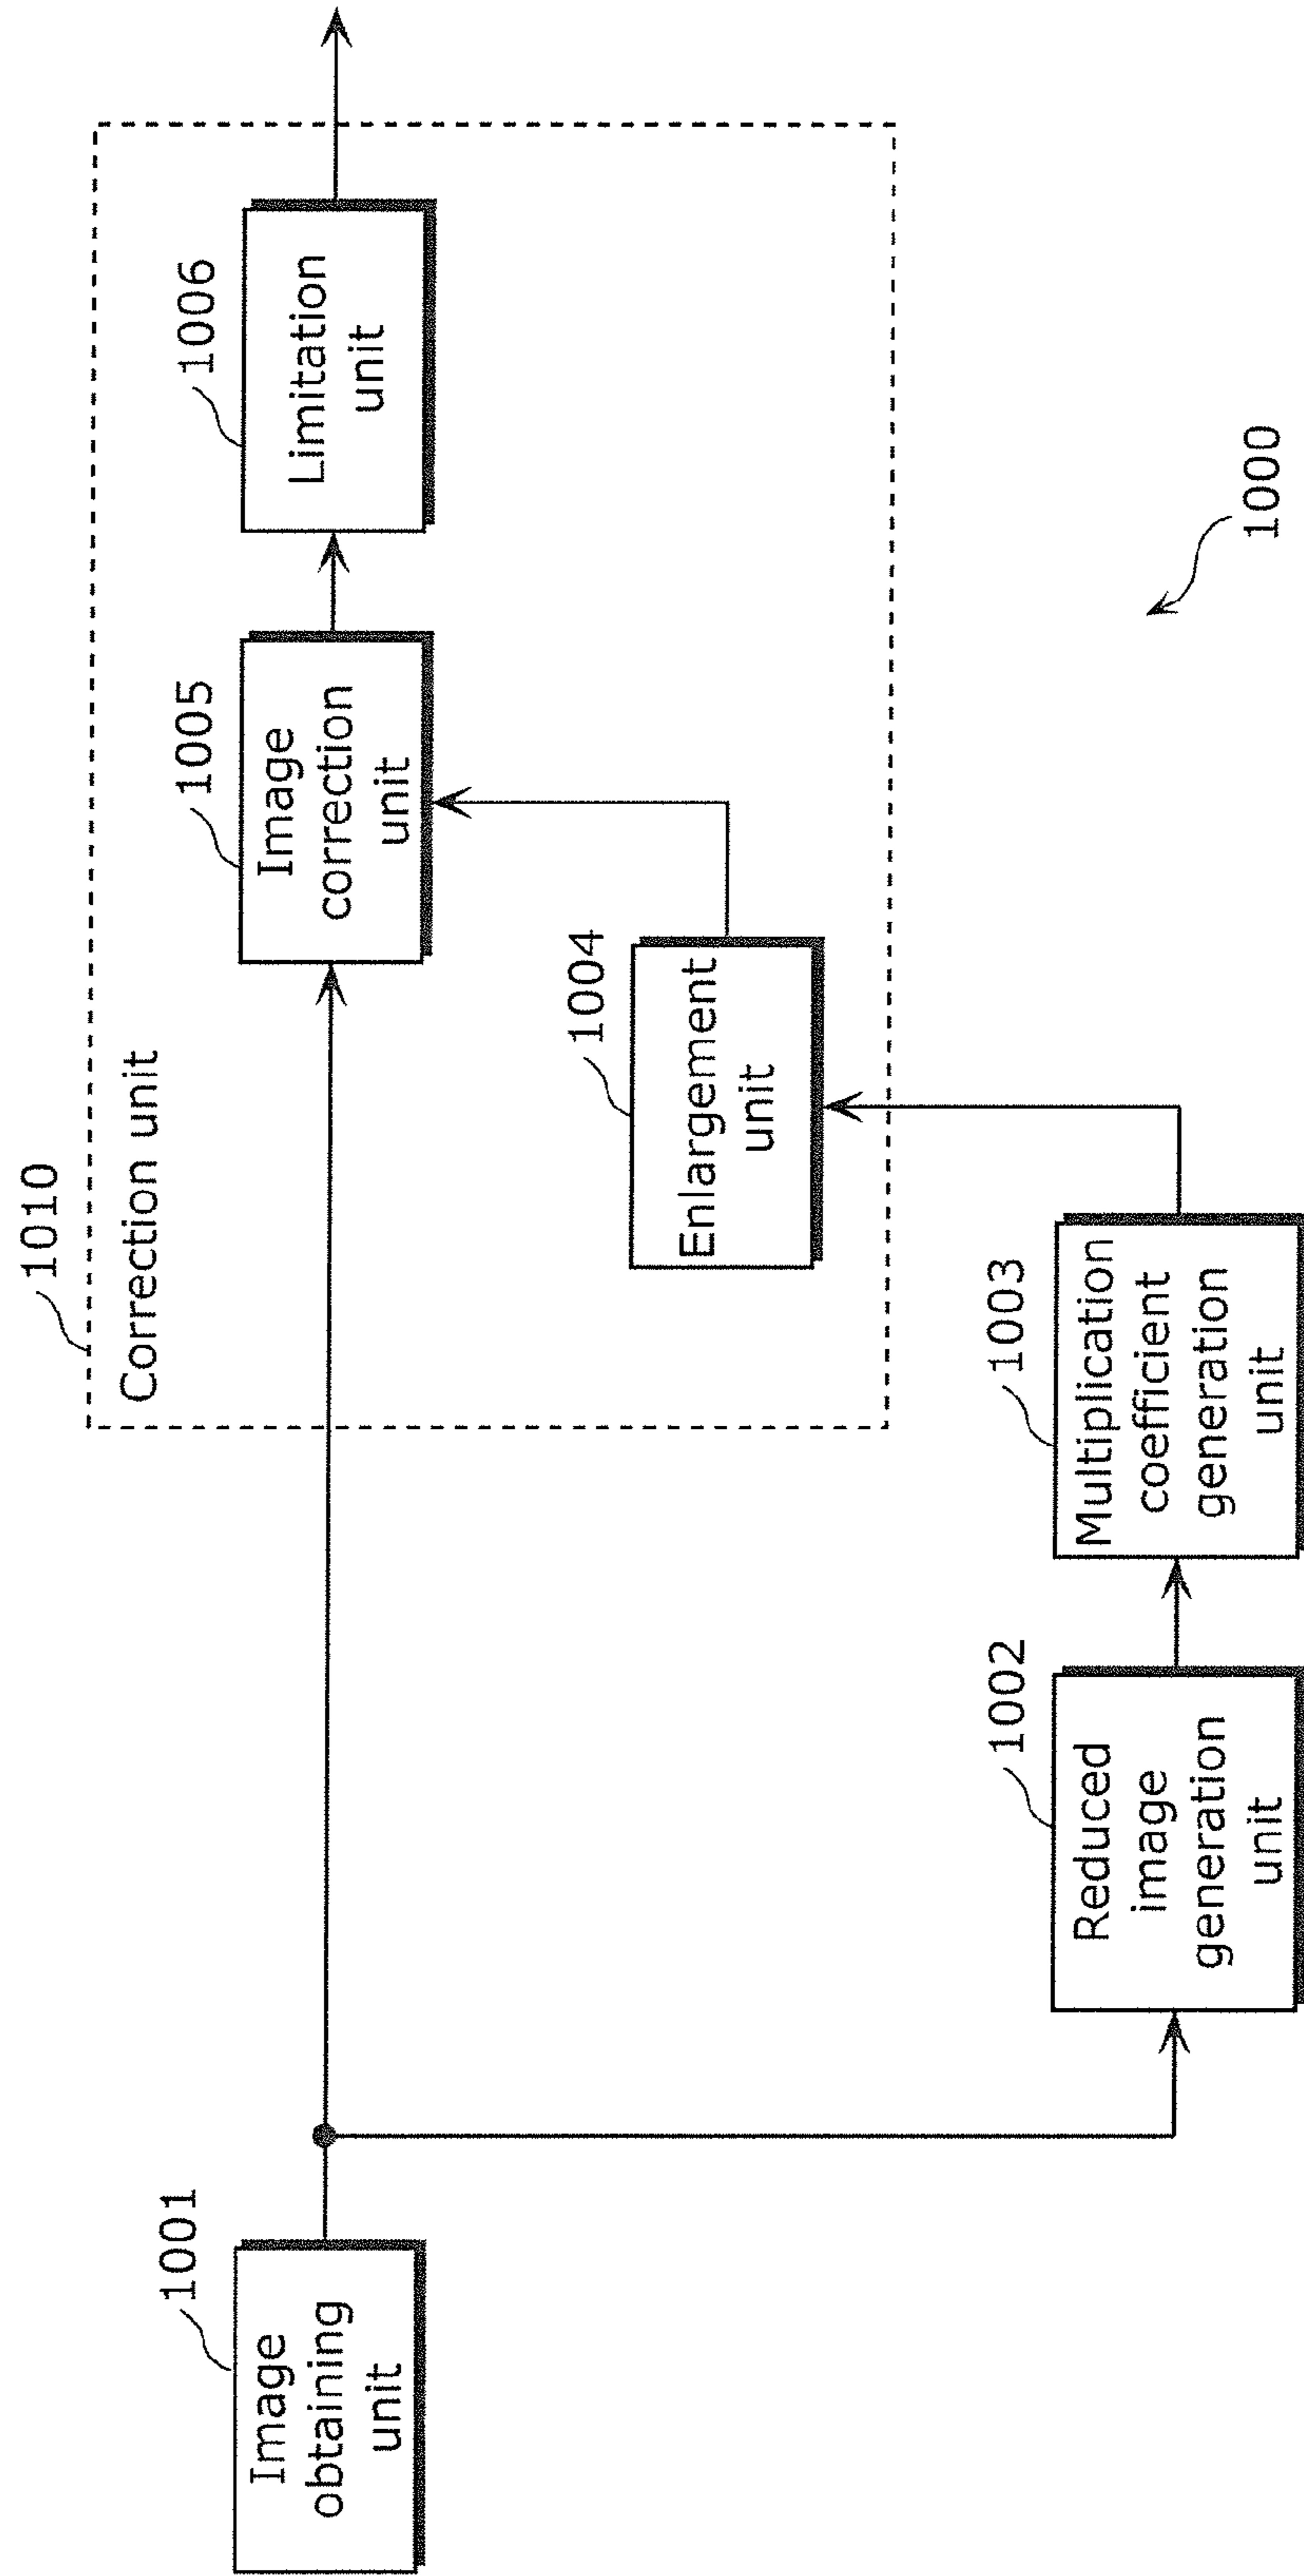 1010
Correction unit
1001
Image
obtaining
unit
1005
Image
correction
unit
1006
Limitation
unit
1004
Enlargement
unit
1002
Reduced
image
generation
unit
1003
Multiplication
coefficient
generation
unit
1000